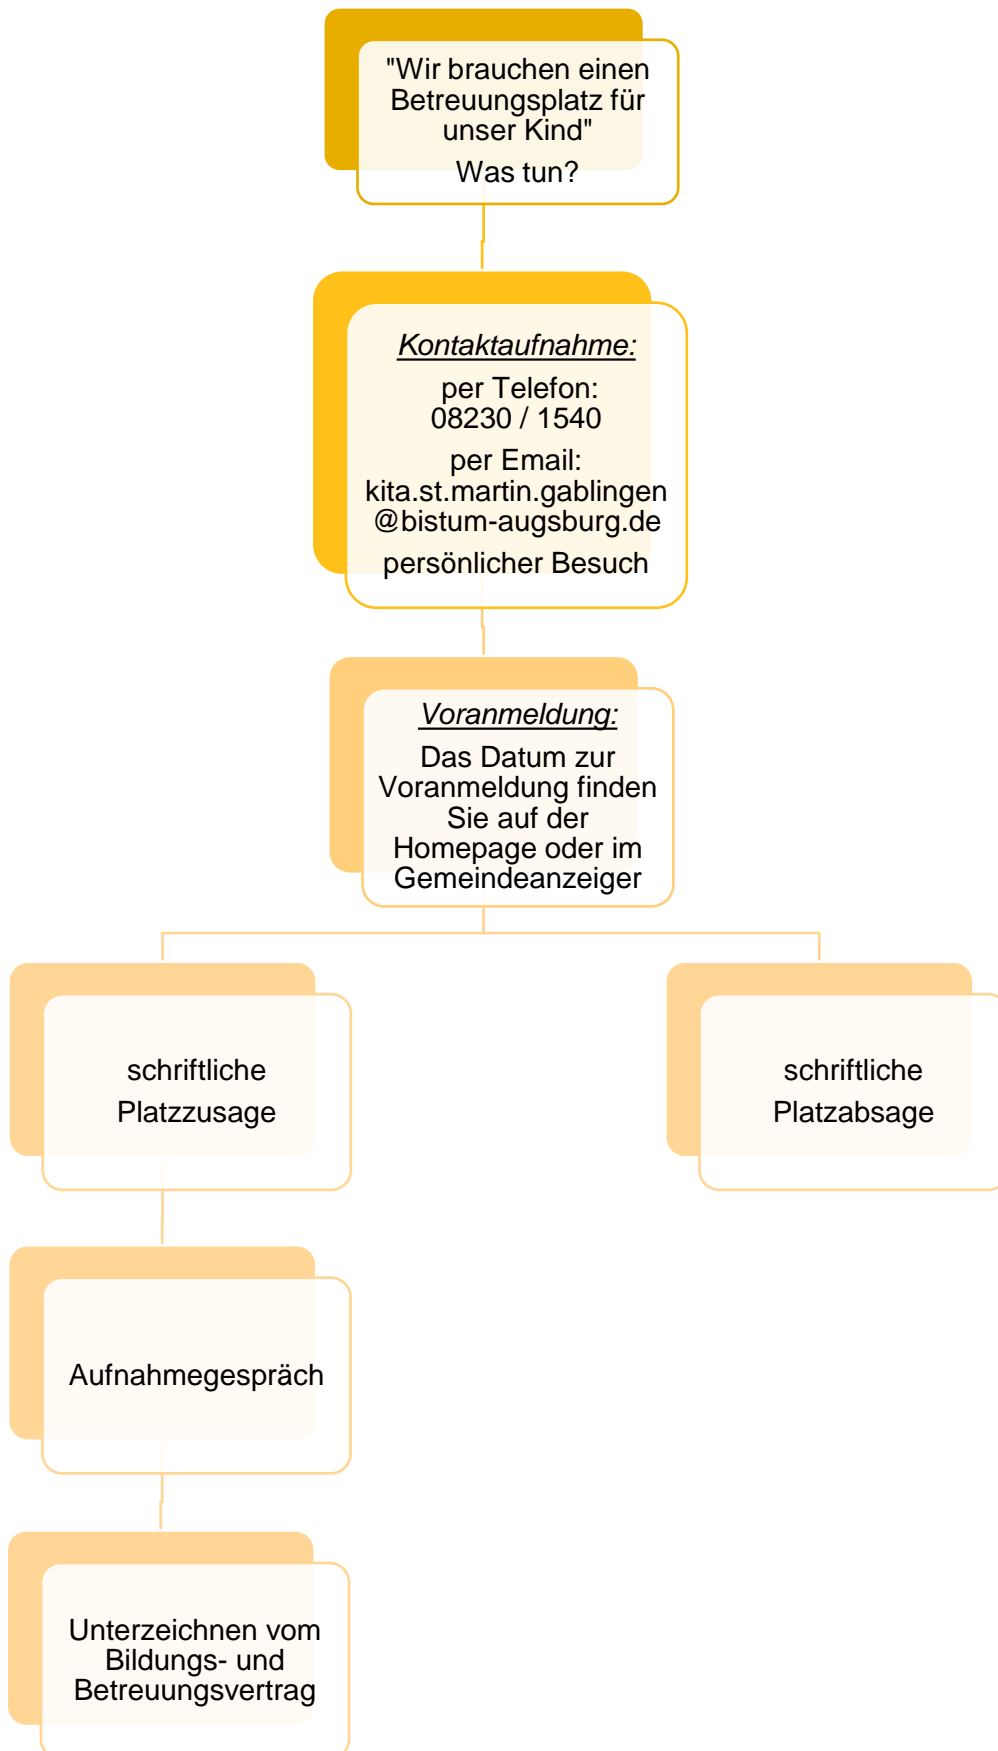 "Wir brauchen einen
Betreuungsplatz für
unser Kind"
Was tun?
Kontaktaufnahme:
per Telefon:
08230 / 1540
per Email:
kita.st.martin.gablingen
@bistum-augsburg.de
persönlicher Besuch
Voranmeldung:
Das Datum zur
Voranmeldung finden
Sie auf der
Homepage oder im
Gemeindeanzeiger
schriftliche
Platzzusage
schriftliche
Platzabsage
Aufnahmegespräch
Unterzeichnen vom
Bildungs- und
Betreuungsvertrag